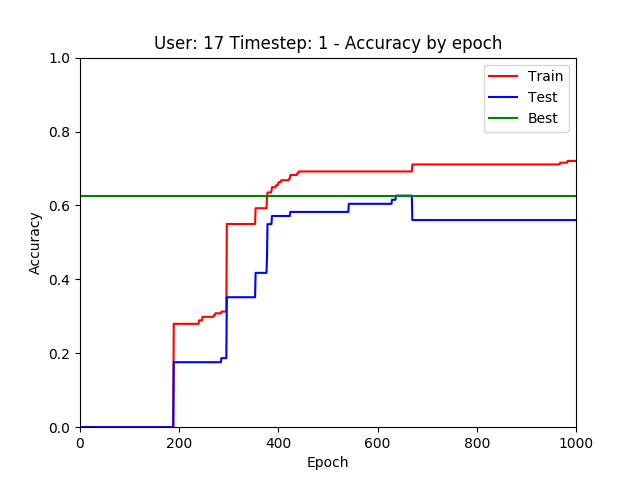 User: 17 Timestep: 1 - Accuracy by epoch
1.0
0.8
0.6
0.4
0.2
0.0
Accuracy
Train
Test
Best
0 200 400 600 800 1000
Epoch